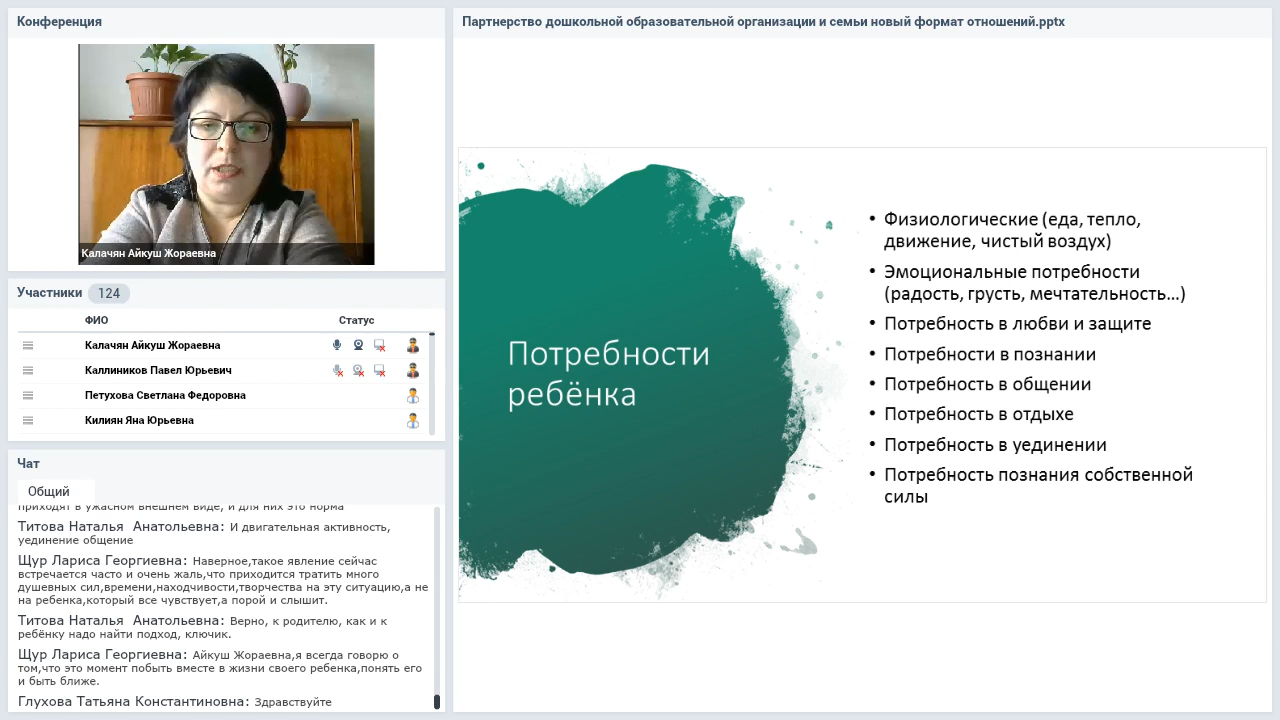 Конференция
Калачян Айкуш Жораевна
Участники 124
ФИО Статус
Калачян Айкуш Жораевна
Каллиников Павел Юрьевич
Петухова Светлана Федоровна
Килиян Яна Юрьевна
Чат
Общий
приходят в ужасном внешнем виде, и для них это норма
Титова Наталья Анатольевна: И двигательная активность,
уединение общение
Щур Лариса Георгиевна: Наверное,такое явление сейчас
встречается часто и очень жаль,что приходится тратить много
душевных сил,времени,находчивости,творчества на эту ситуацию,а не
на ребенка,который все чувствует,а порой и слышит.
Титова Наталья Анатольевна: Верно, к родителю, как и к
ребёнку надо найти подход, ключик.
Щур Лариса Георгиевна: Айкуш Жораевна,я всегда говорю о
том,что это момент побыть вместе в жизни своего ребенка,понять его
и быть ближе.
Глухова Татьяна Константиновна: Здравствуйте
Партнерство дошкольной образовательной организации и семьи новый формат отношений.pptx
Потребности
ребёнка
• Физиологические (еда, тепло,
движение, чистый воздух)
• Эмоциональные потребности
(радость, грусть, мечтательность…)
• Потребность в любви и защите
• Потребности в познании
• Потребность в общении
• Потребность в отдыхе
• Потребность в уединении
• Потребность познания собственной
силы